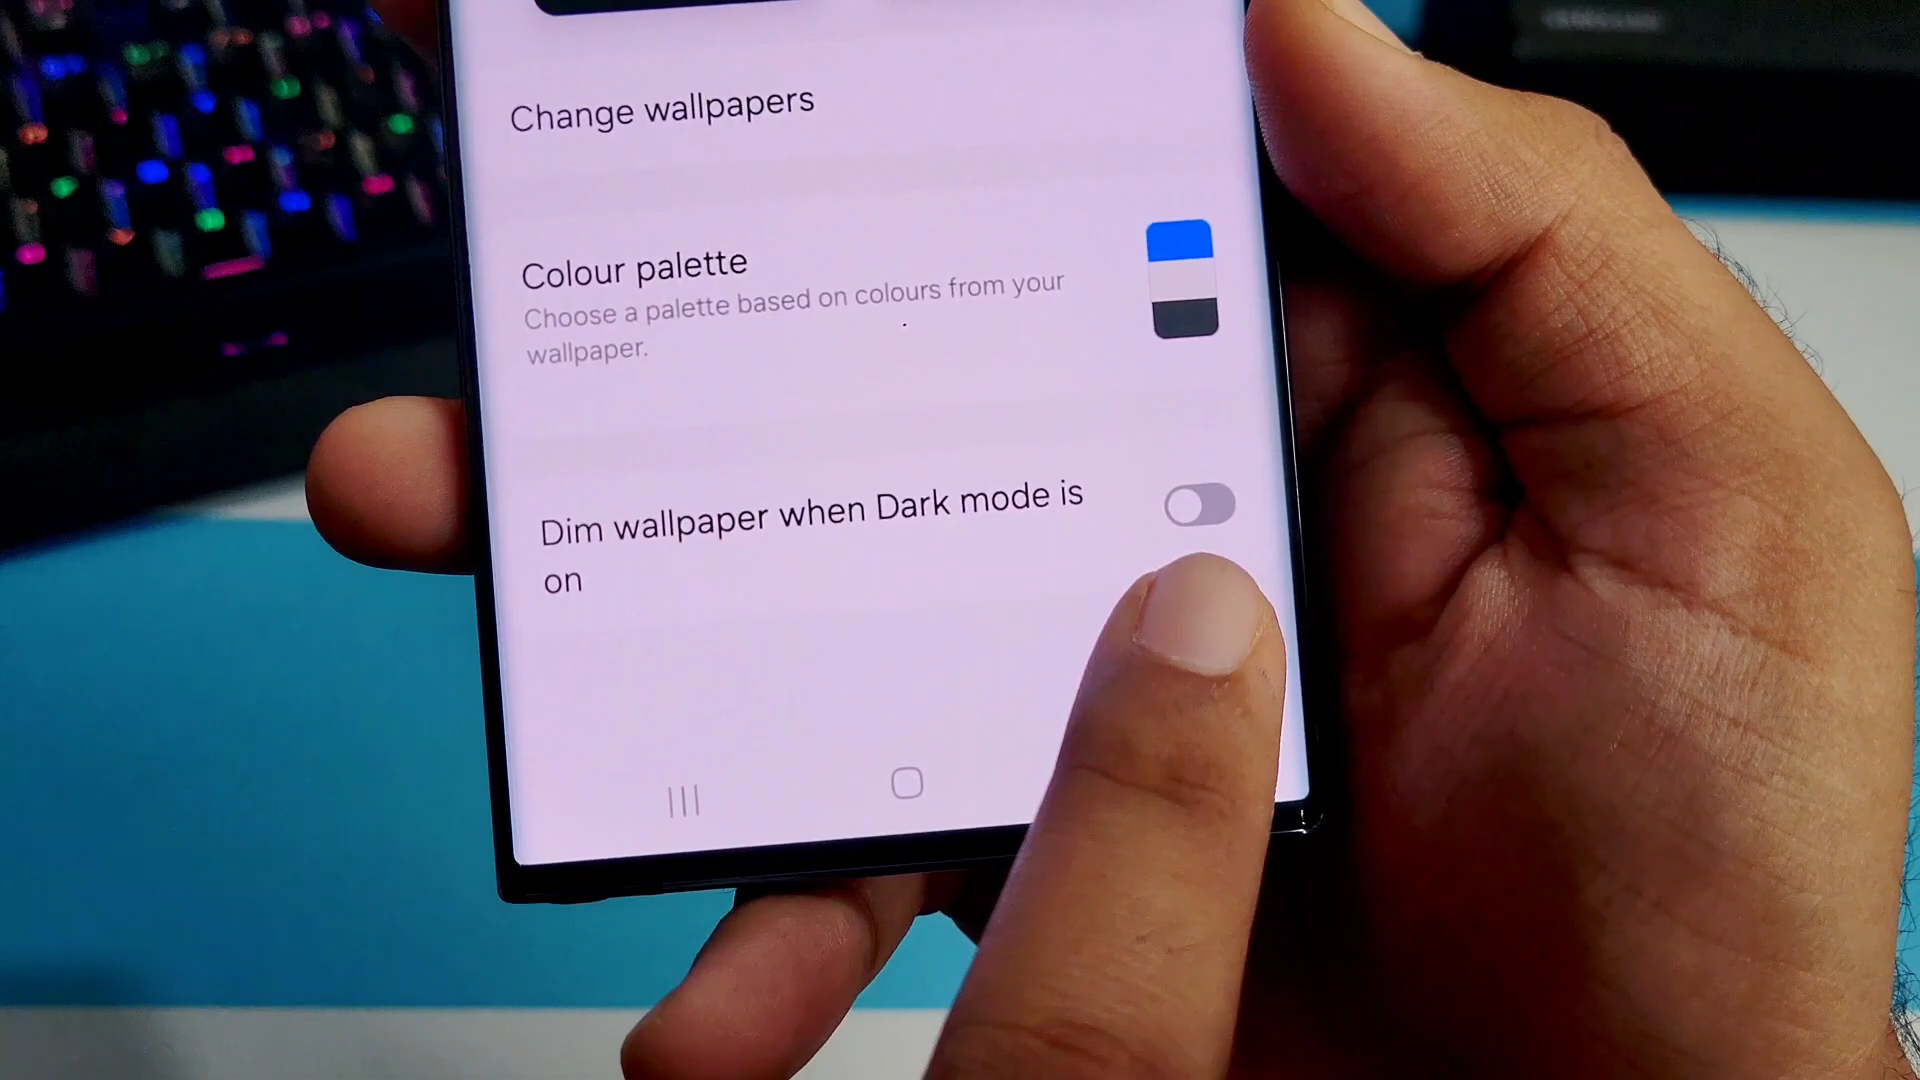 Change wallpapers
Colour palette
Choose a palette based on colours from your
wallpaper.
Dim wallpaper when Dark mode is
on